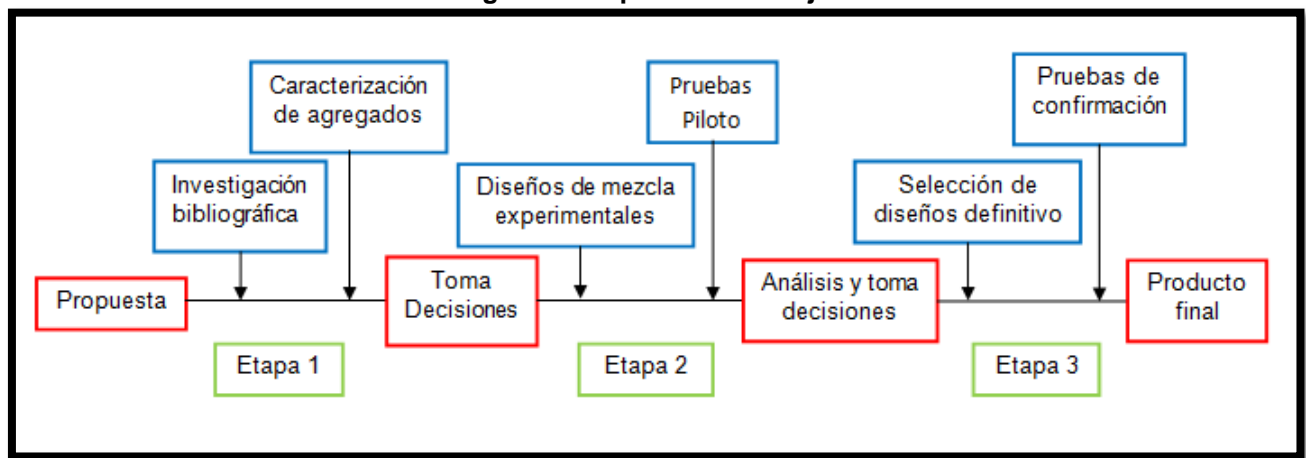 Caracterización
de agregados
Pruebas
Piloto
Pruebas de
confirmación
Investigación
bibliográfica
Diseños de mezcla
experimentales
Selección de
diseños definitivo
Propuesta
Toma
Decisiones
Análisis y toma
decisiones
Producto
final
Etapa 1
Etapa 2
Etapa 3